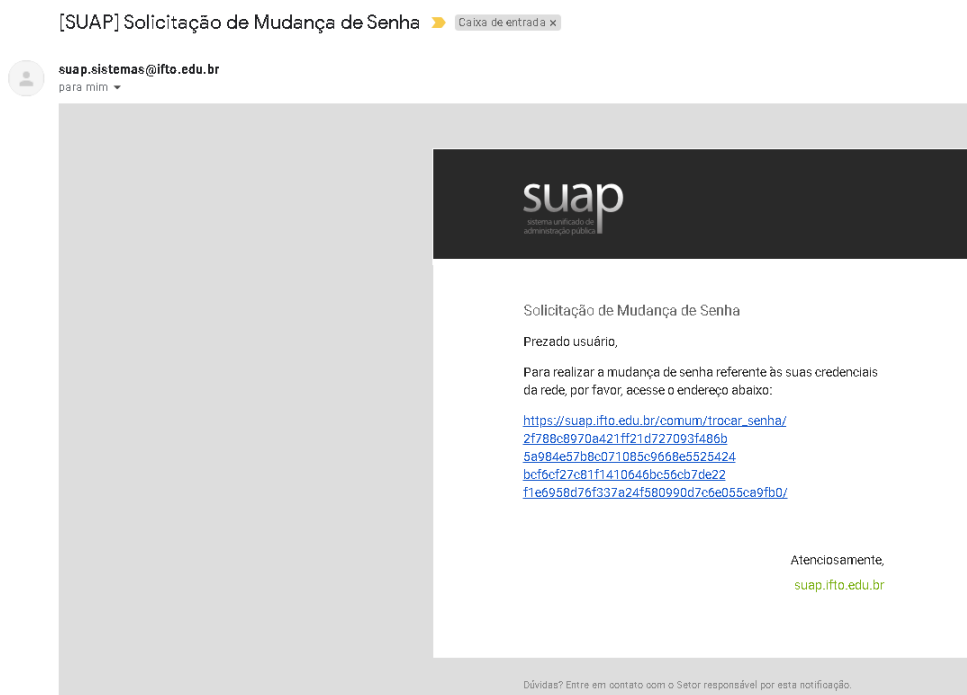 [SUAP] Solicitação de Mudança de Senha
Caixa de entrada x
suap.sistemas@ifto.edu.br
para mim
suap
sistema unificado de
administração pública
Solicitação de Mudança de Senha
Prezado usuário,
Para realizar a mudança de senha referente às suas credenciais
da rede, por favor, acesse o endereço abaixo:
https://suap.ifto.edu.br/comum/trocar_senha/
2f788c8970a421ff21d727093f486b
5a984e57b8c071085c9668e5525424
bcf6cf27c81f1410646bc56cb7de22
f1e6958d76f337a24f580990d7c6e055ca9fb0/
Atenciosamente,
suap.ifto.edu.br
Dúvidas? Entre em contato com o Setor responsável por esta notificação.